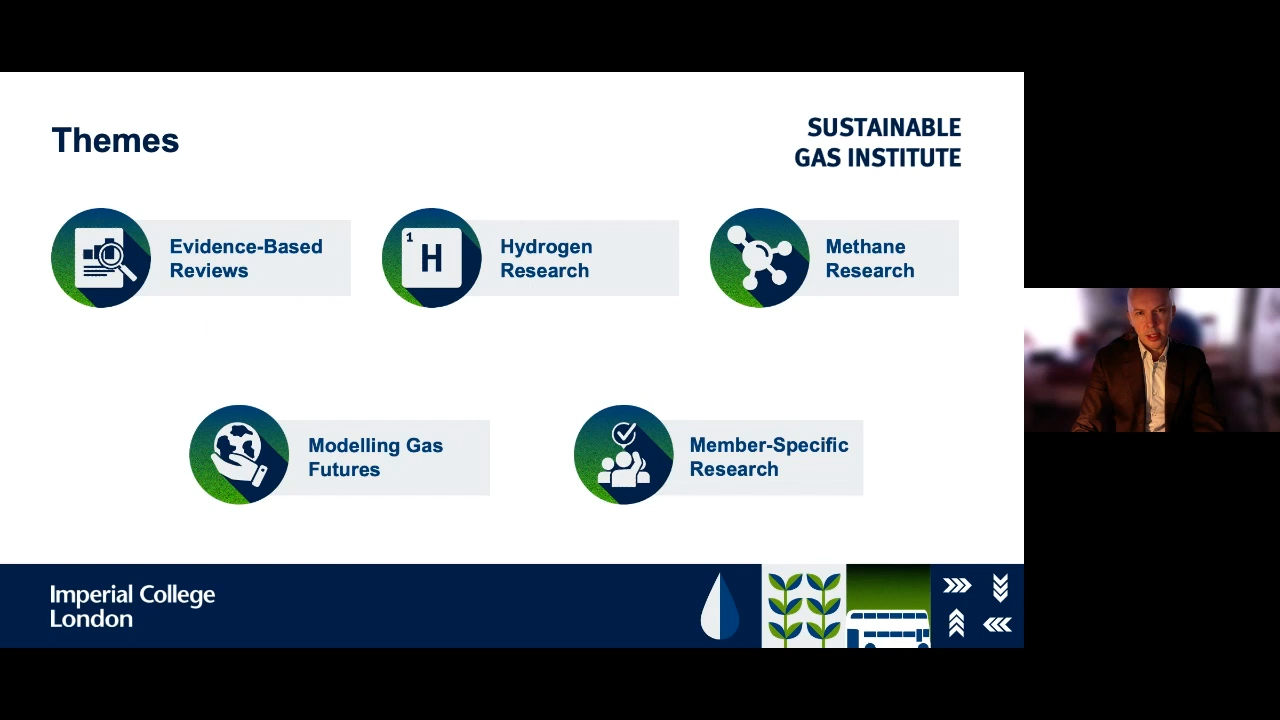 Themes
SUSTAINABLE
GAS INSTITUTE
Evidence-Based
Reviews
1
H
Hydrogen
Research
Methane
Research
Modelling Gas
Futures
Member-Specific
Research
Imperial College
London